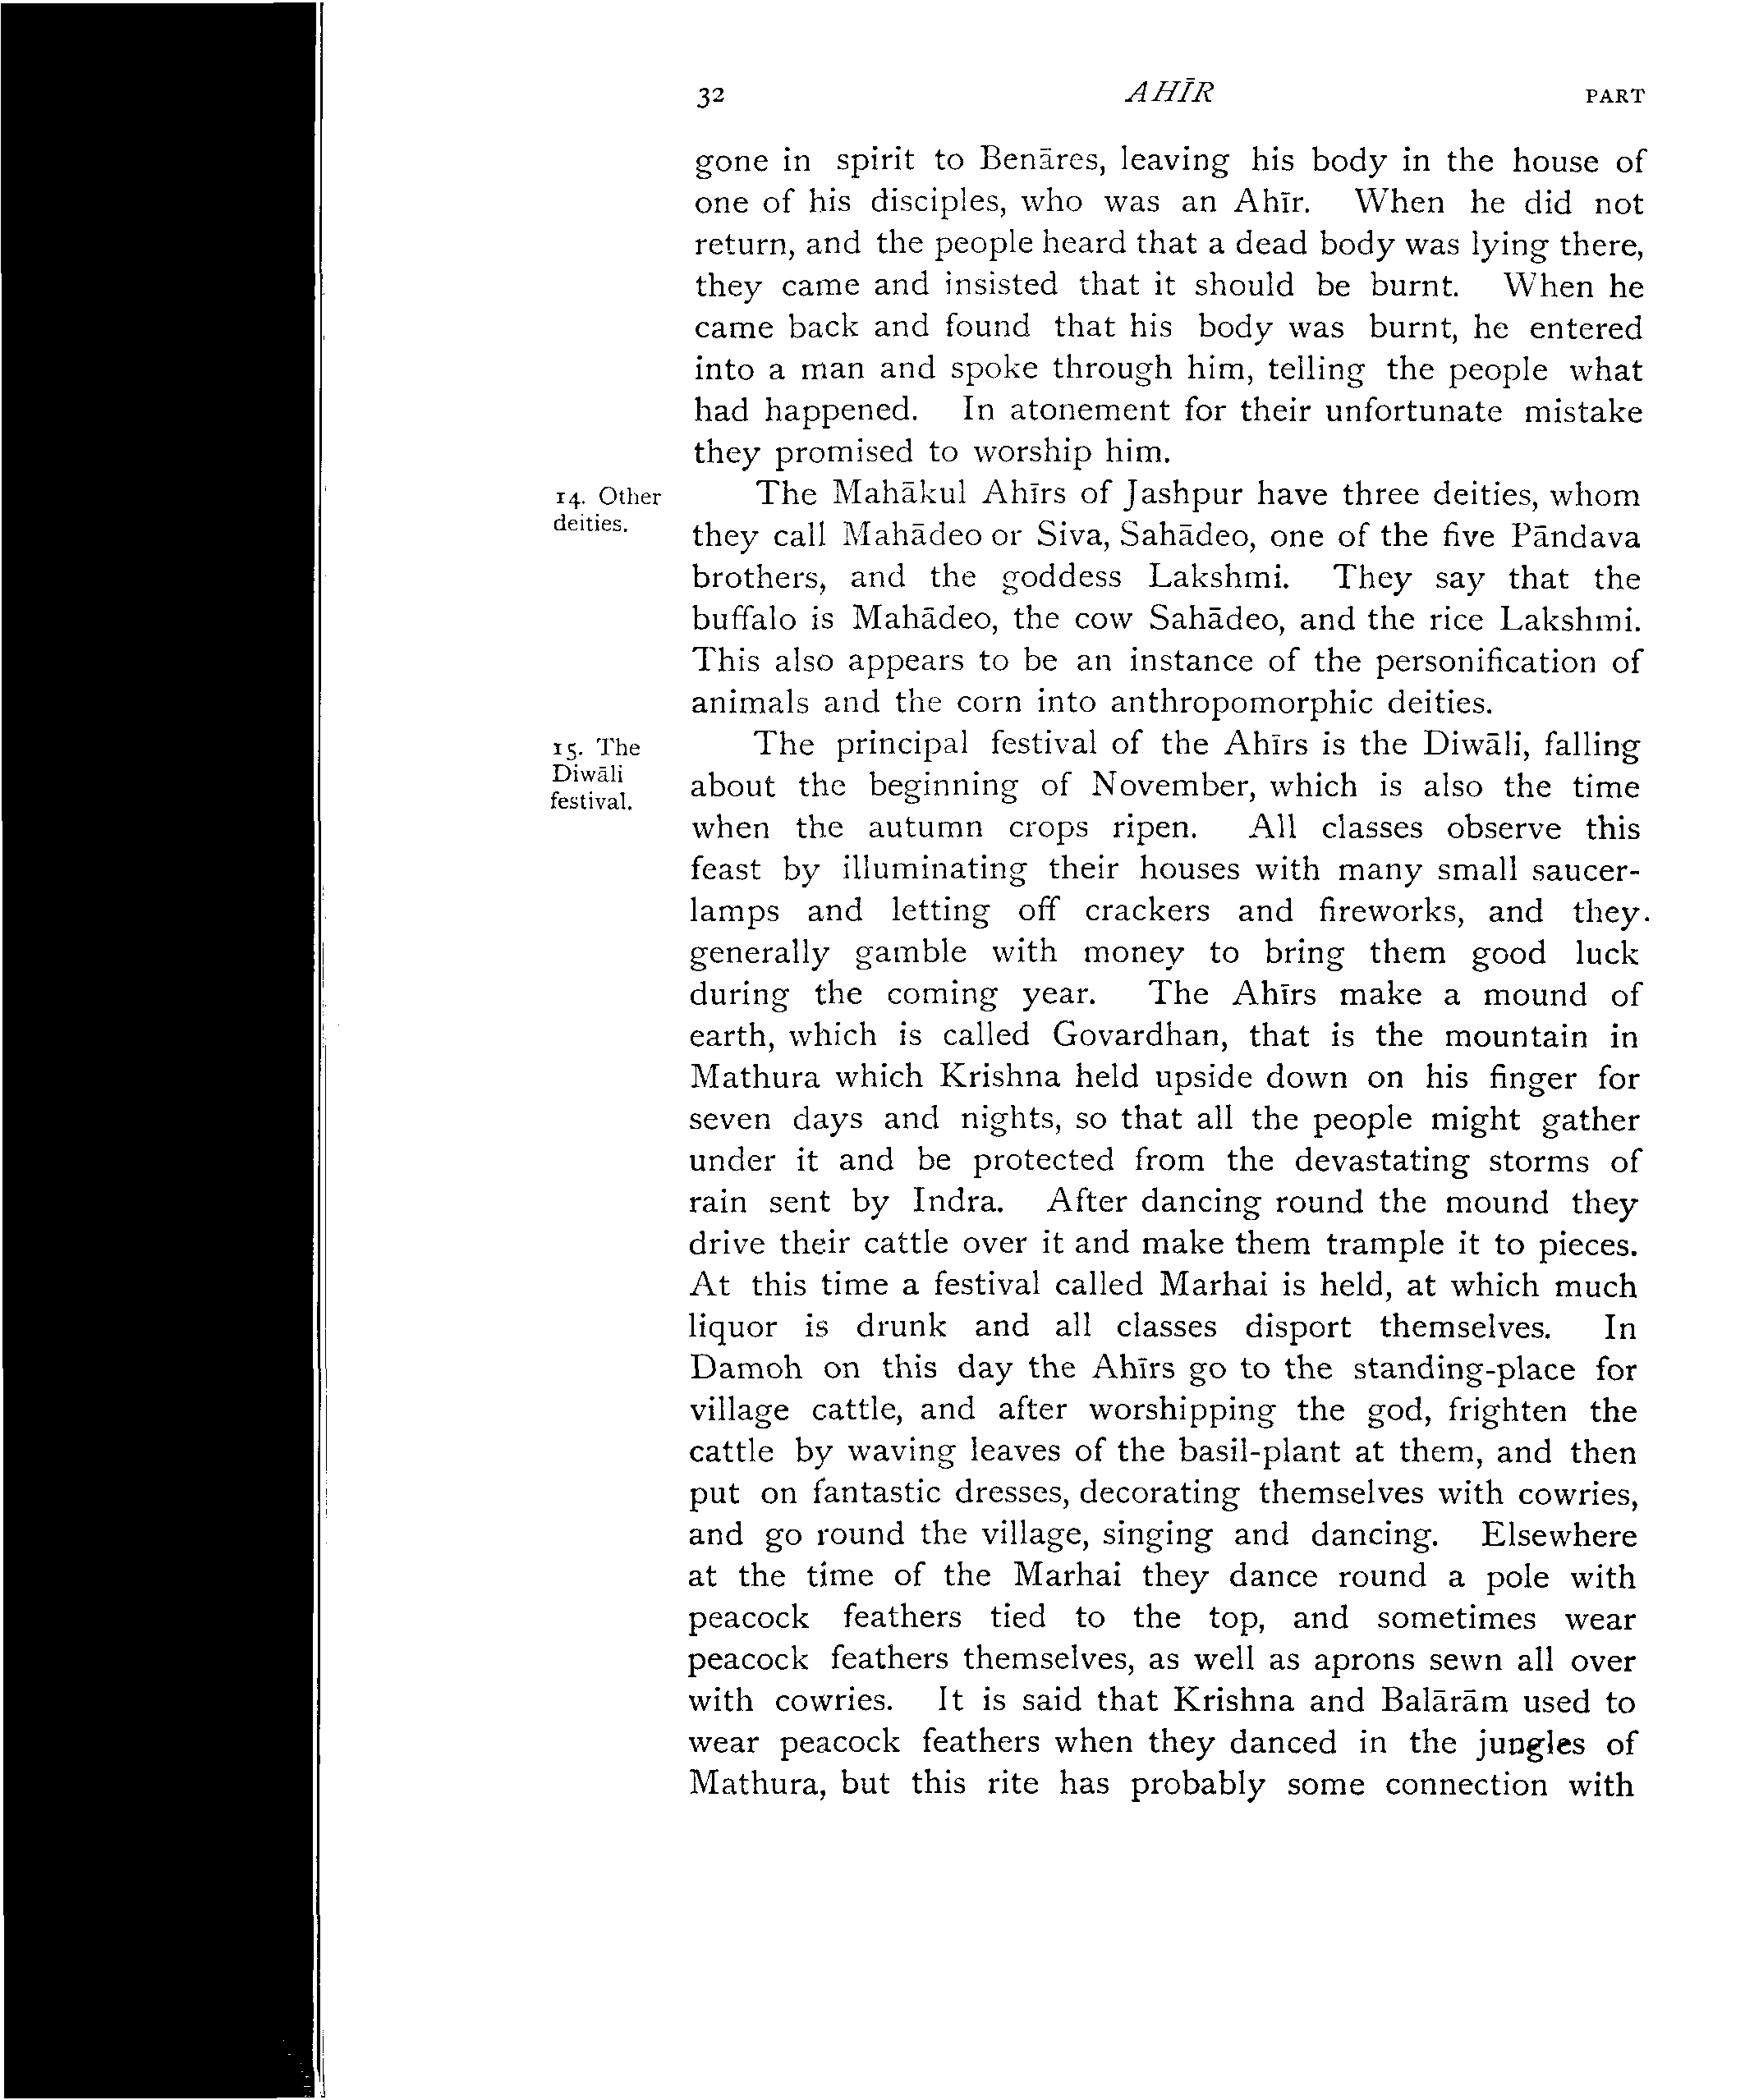 32 AHĪR PART
gone in spirit to Benāres, leaving his body in the house of
one of his disciples, who was an Ahīr. When he did not
return, and the people heard that a dead body was lying there,
they came and insisted that it should be burnt. When he
came back and found that his body was burnt, he entered
into a man and spoke through him, telling the people what
had happened. In atonement for their unfortunate mistake
they promised to worship him.
14. Other
deities.
The Mahākul Ahīrs of Jashpur have three deities, whom
they call Mahādeo or Siva, Sahādeo, one of the five Pāndava
brothers, and the goddess Lakshmi. They say that the
buffalo is Mahādeo, the cow Sahādeo, and the rice Lakshmi.
This also appears to be an instance of the personification of
animals and the corn into anthropomorphic deities.
15. The
Diwāli
festival.
The principal festival of the Ahīrs is the Diwāli, falling
about the beginning of November, which is also the time
when the autumn crops ripen. All classes observe this
feast by illuminating their houses with many small saucer-
lamps and letting off crackers and fireworks, and they.
generally gamble with money to bring them good luck
during the coming year. The Ahīrs make a mound of
earth, which is called Govardhan, that is the mountain in
Mathura which Krishna held upside down on his finger for
seven days and nights, so that all the people might gather
under it and be protected from the devastating storms of
rain sent by Indra. After dancing round the mound they
drive their cattle over it and make them trample it to pieces.
At this time a festival called Marhai is held, at which much
liquor is drunk and all classes disport themselves. In
Damoh on this day the Ahīrs go to the standing-place for
village cattle, and after worshipping the god, frighten the
cattle by waving leaves of the basil-plant at them, and then
put on fantastic dresses, decorating themselves with cowries,
and go round the village, singing and dancing. Elsewhere
at the time of the Marhai they dance round a pole with
peacock feathers tied to the top, and sometimes wear
peacock feathers themselves, as well as aprons sewn all over
with cowries. It is said that Krishna and Balārām used to
wear peacock feathers when they danced in the jungles of
Mathura, but this rite has probably some connection with